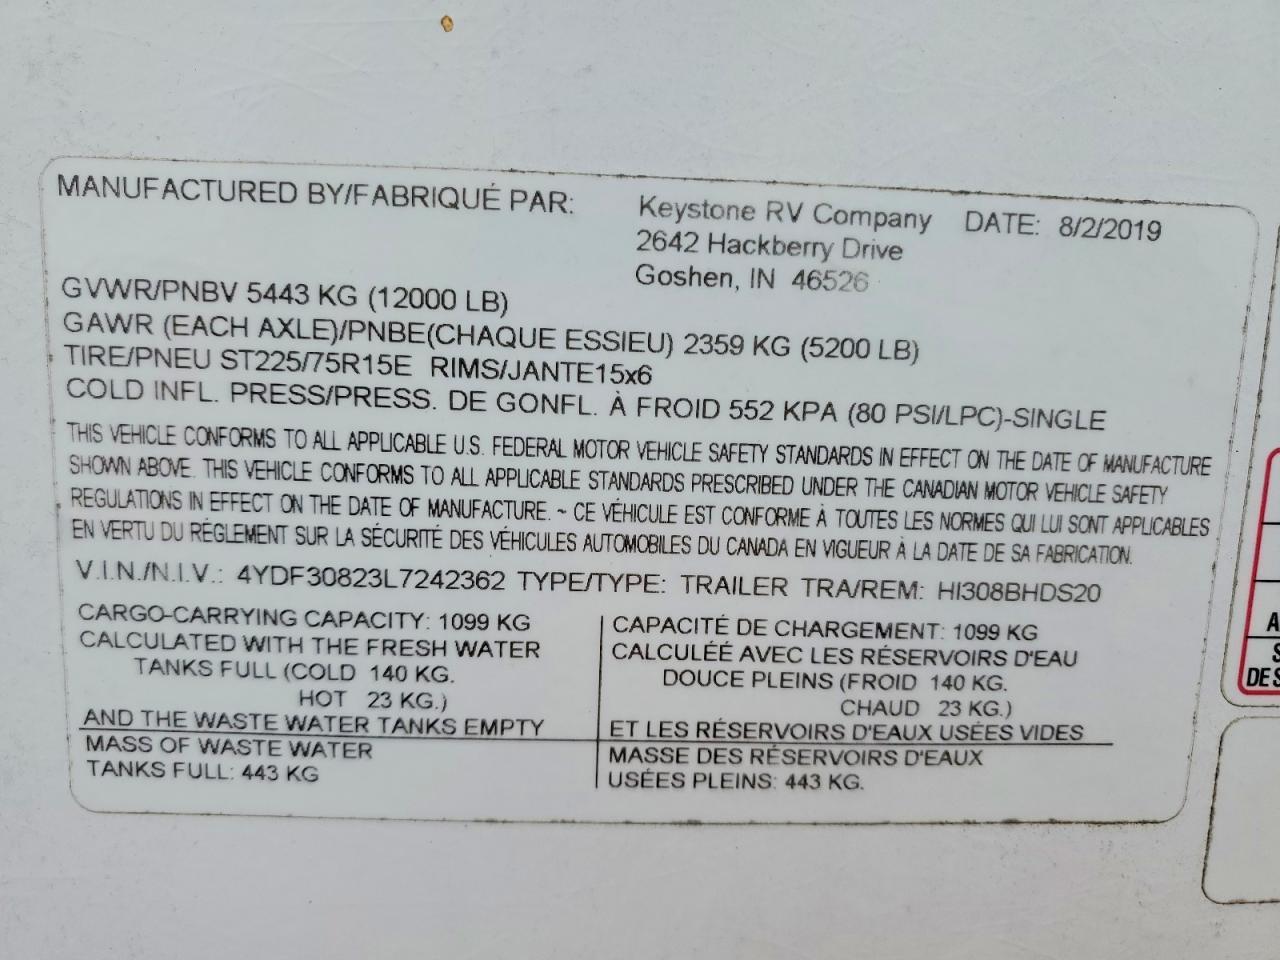 MANUFACTURED BY/FABRIQUÉ PAR: Keystone RV Company DATE: 8/2/2019
2642 Hackberry Drive
Goshen, IN 46526
GVWR/PNBV 5443 KG (12000 LB)
GAWR (EACH AXLE)/PNBE(CHAQUE ESSIEU) 2359 KG (5200 LB)
TIRE/PNEU ST225/75R15E RIMS/JANTE15x6
COLD INFL. PRESS/PRESS. DE GONFL. À FROID 552 KPA (80 PSI/LPC)-SINGLE
THIS VEHICLE CONFORMS TO ALL APPLICABLE U.S. FEDERAL MOTOR VEHICLE SAFETY STANDARDS IN EFFECT ON THE DATE OF MANUFACTURE
SHOWN ABOVE. THIS VEHICLE CONFORMS TO ALL APPLICABLE STANDARDS PRESCRIBED UNDER THE CANADIAN MOTOR VEHICLE SAFETY
REGULATIONS IN EFFECT ON THE DATE OF MANUFACTURE. ~ CE VÉHICULE EST CONFORME À TOUTES LES NORMES QUI LUI SONT APPLICABLES
EN VERTU DU RÉGLEMENT SUR LA SÉCURITÉ DES VÉHICULES AUTOMOBILES DU CANADA EN VIGUEUR À LA DATE DE SA FABRICATION.
V.I.N./N.I.V.: 4YDF30823L7242362 TYPE/TYPE: TRAILER TRA/REM: HI308BHDS20
CARGO-CARRYING CAPACITY: 1099 KG
CALCULATED WITH THE FRESH WATER
TANKS FULL (COLD 140 KG.
HOT 23 KG.)
AND THE WASTE WATER TANKS EMPTY
MASS OF WASTE WATER
TANKS FULL: 443 KG
CAPACITÉ DE CHARGEMENT: 1099 KG
CALCULÉE AVEC LES RÉSERVOIRS D'EAU
DOUCE PLEINS (FROID 140 KG.
CHAUD 23 KG.)
ET LES RÉSERVOIRS D'EAUX USÉES VIDES
MASSE DES RÉSERVOIRS D'EAUX
USÉES PLEINS: 443 KG.